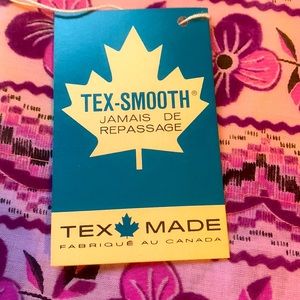 TEX-SMOOTH®
JAMAIS DE
REPASSAGE
TEX MADE
FABRIQUÉ AU CANADA